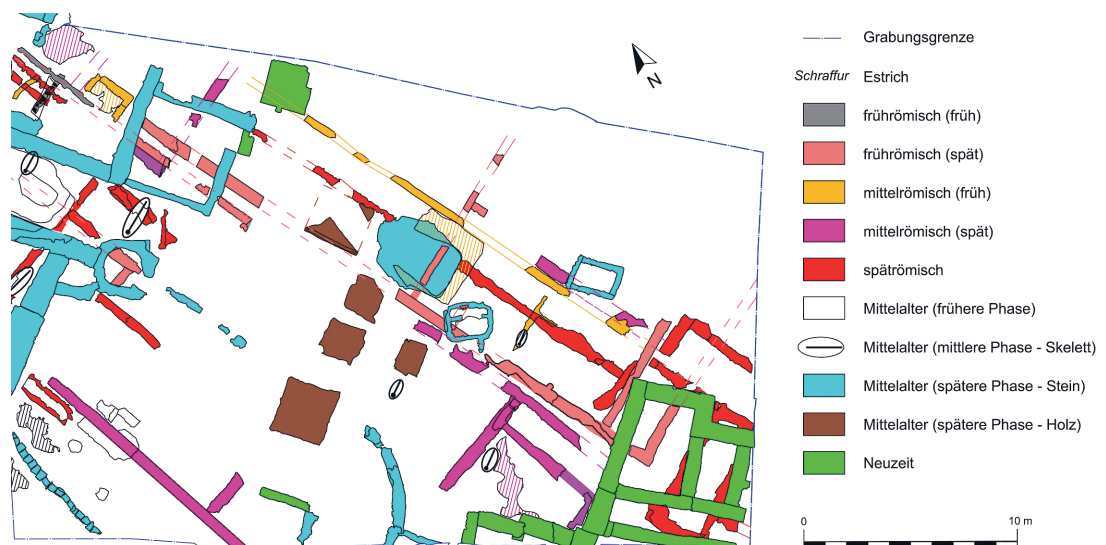 N
Grabungsgrenze
Schraffur Estrich
frührömisch (früh)
frührömisch (spät)
mittelrömisch (früh)
mittelrömisch (spät)
spätrömisch
Mittelalter (frühere Phase)
Mittelalter (mittlere Phase - Skelett)
Mittelalter (spätere Phase - Stein)
Mittelalter (spätere Phase - Holz)
Neuzeit
0 10 m